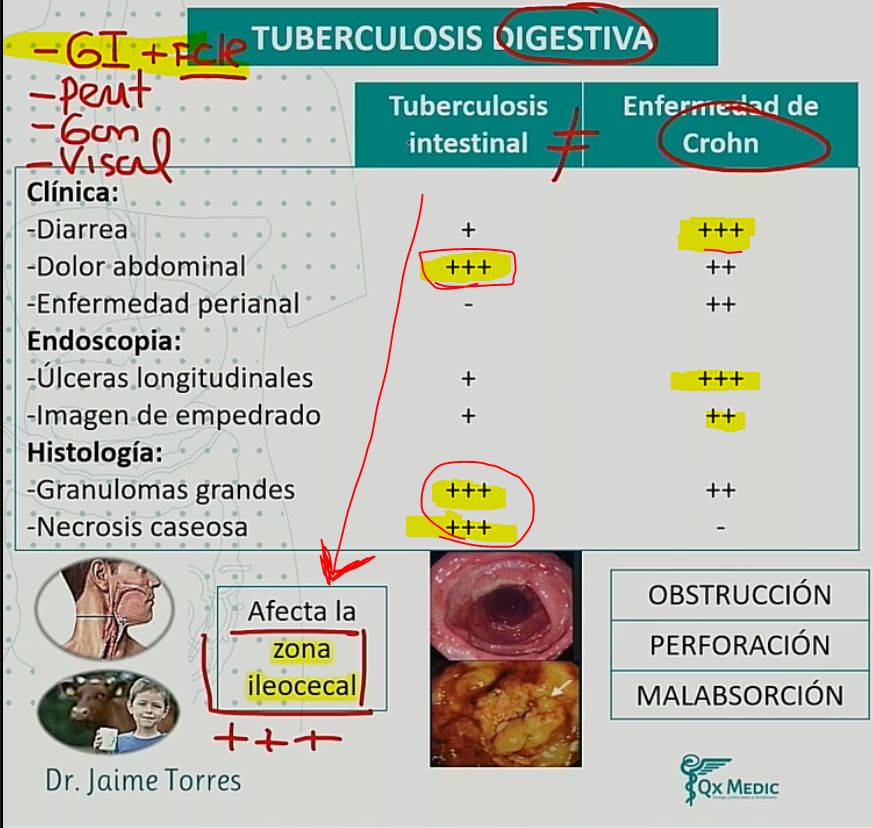 TUBERCULOSIS DIGESTIVA
- GI +
- Perit
- Gan
Tuberculosis
intestinal
≠
Enfermedad de
Crohn
Clínica:
-Diarrea + +++
-Dolor abdominal +++ ++
-Enfermedad perianal - ++
Endoscopia:
-Úlceras longitudinales + +++
-Imagen de empedrado + ++
Histología:
-Granulomas grandes +++ ++
-Necrosis caseosa +++ -
Afecta la
zona
ileocecal
+++
OBSTRUCCIÓN
PERFORACIÓN
MALABSORCIÓN
Dr. Jaime Torres
QX MEDIC